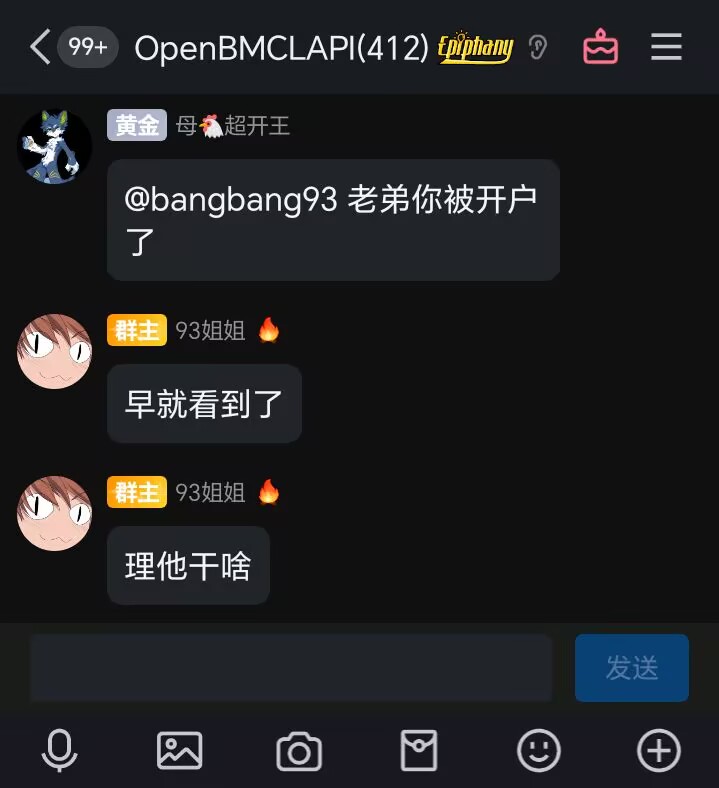 99+ OpenBMCLAPI(412) Epiphany
黄金 母🐔超开王
@bangbang93 老弟你被开户
了
群主 93姐姐 🔥
早就看到了
群主 93姐姐 🔥
理他干啥
发送